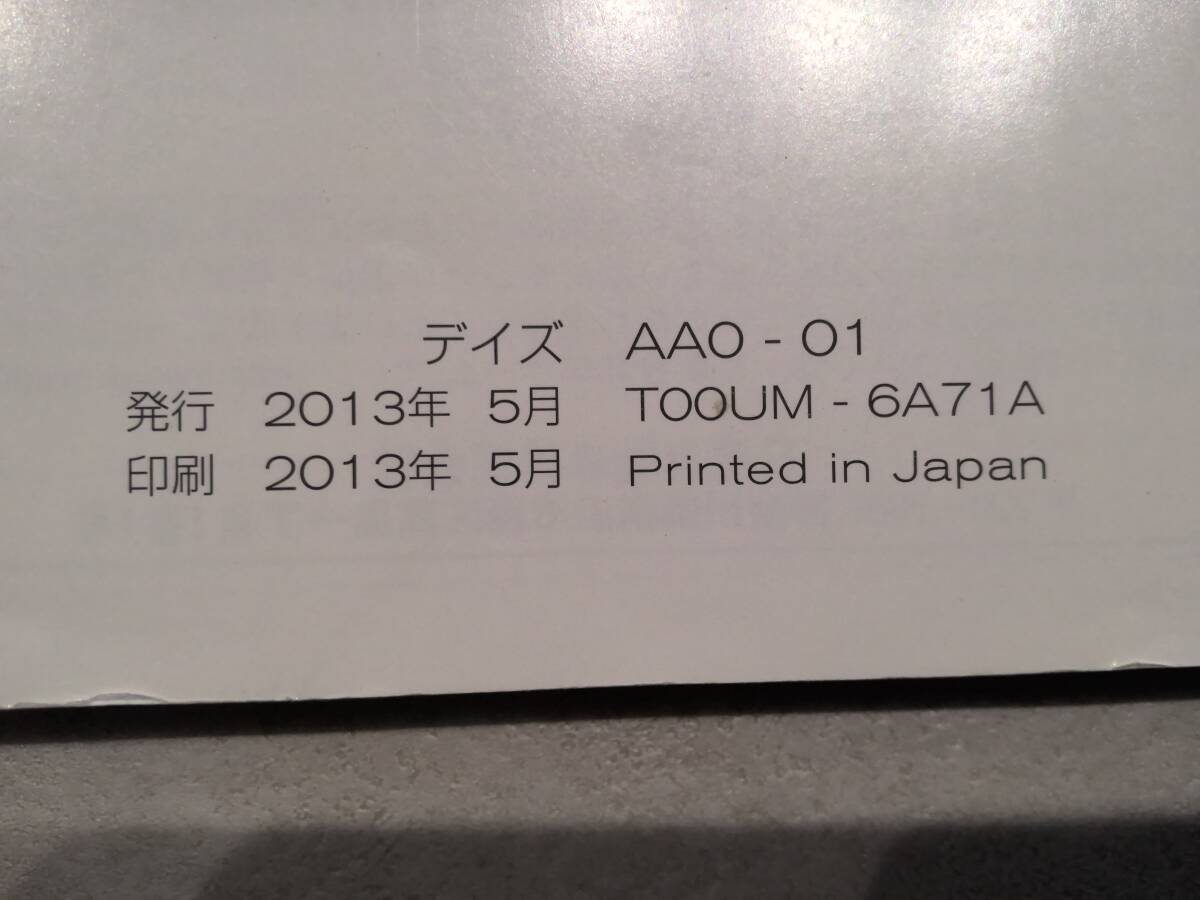 デイズ AA0 - 01
発行 2013年 5月 T00UM - 6A71A
印刷 2013年 5月 Printed in Japan